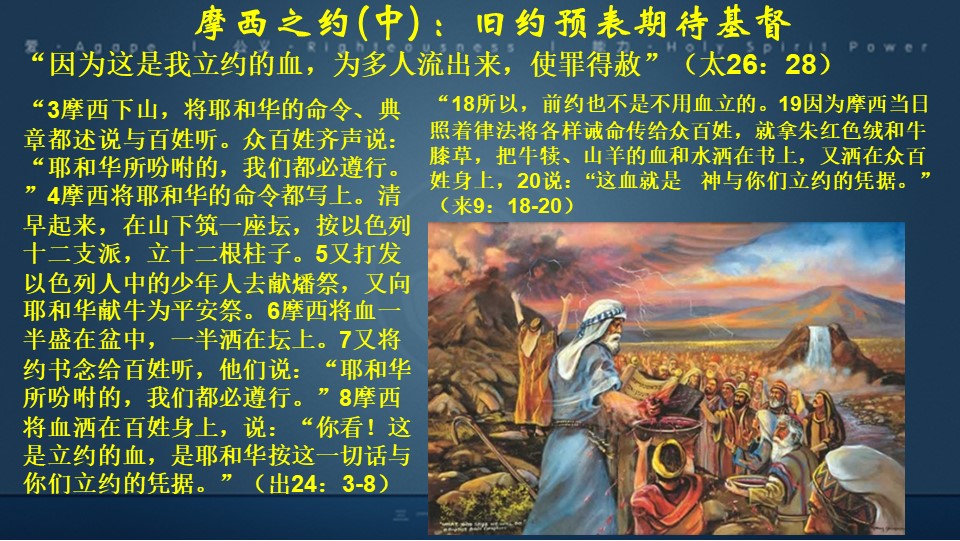 摩西之约(中)：旧约预表期待基督
爱 · Agape | 公义 · Righteousness | 能力 · Holy Spirit Power
“因为这是我立约的血，为多人流出来，使罪得赦”（太26：28）
“3摩西下山，将耶和华的命令、典
章都述说与百姓听。众百姓齐声说：
“耶和华所吩咐的，我们都必遵行。
”4摩西将耶和华的命令都写上。清
早起来，在山下筑一座坛，按以色列
十二支派，立十二根柱子。5又打发
以色列人中的少年人去献燔祭，又向
耶和华献牛为平安祭。6摩西将血一
半盛在盆中，一半洒在坛上。7又将
约书念给百姓听，他们说：“耶和华
所吩咐的，我们都必遵行。”8摩西
将血洒在百姓身上，说：“你看！这
是立约的血，是耶和华按这一切话与
你们立约的凭据。”（出24：3-8）
“18所以，前约也不是不用血立的。19因为摩西当日
照着律法将各样诫命传给众百姓，就拿朱红色绒和牛
膝草，把牛犊、山羊的血和水洒在书上，又洒在众百
姓身上，20说：“这血就是　神与你们立约的凭据。”
（来9：18-20）
三一